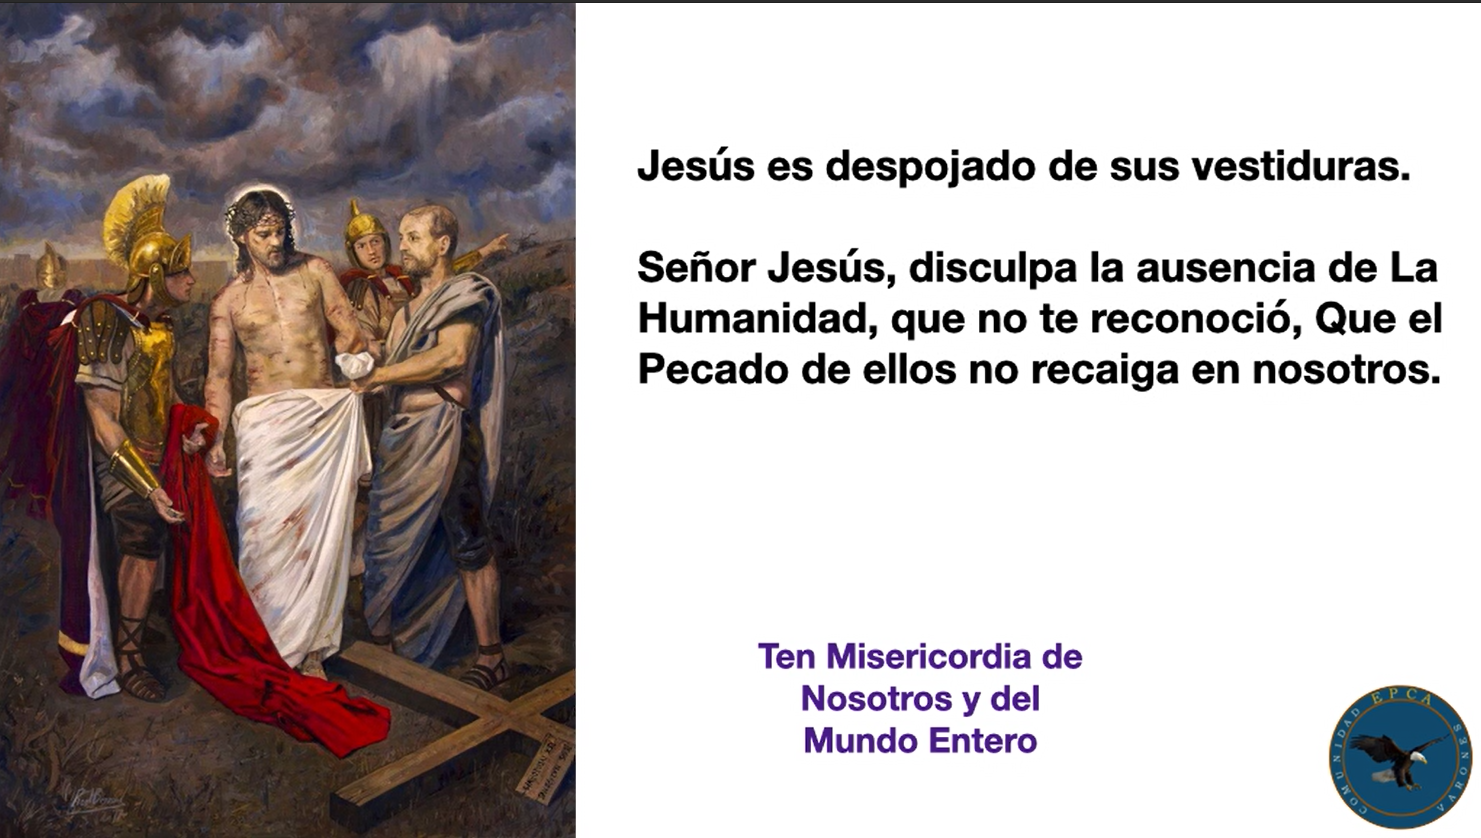 Jesús es despojado de sus vestiduras.
Señor Jesús, disculpa la ausencia de La
Humanidad, que no te reconoció, Que el
Pecado de ellos no recaiga en nosotros.
Ten Misericordia de
Nosotros y del
Mundo Entero
COMUNIDAD EPCA SENORA